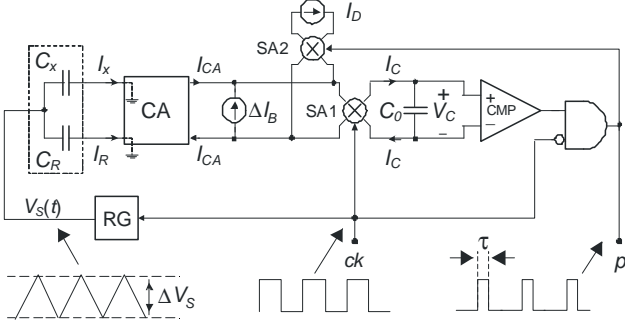 I_D
C_x
I_x
I_CA
SA2
CA
ΔI_B
SA1
I_C
C_0
+
V_C
−
+
CMP
−
C_R
I_R
I_CA
I_C
V_S(t)
RG
ΔV_S
ck
τ
p